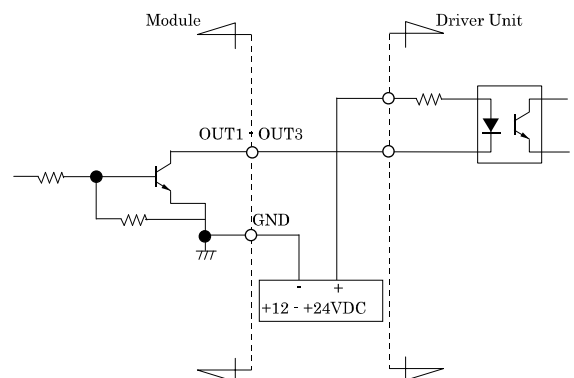 Module
Driver Unit
OUT1 - OUT3
GND
- +
+12 - +24VDC